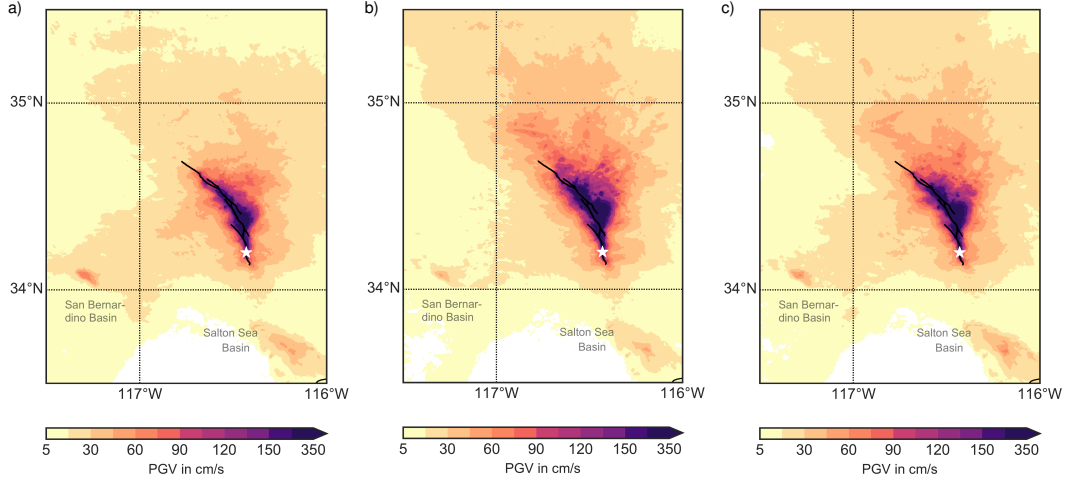 a)
b)
c)
35°N
34°N
San Bernar-
dino Basin
Salton Sea
Basin
117°W
116°W
5 30 60 90 120 150 350
PGV in cm/s
35°N
34°N
San Bernar-
dino Basin
Salton Sea
Basin
117°W
116°W
5 30 60 90 120 150 350
PGV in cm/s
35°N
34°N
San Bernar-
dino Basin
Salton Sea
Basin
117°W
116°W
5 30 60 90 120 150 350
PGV in cm/s